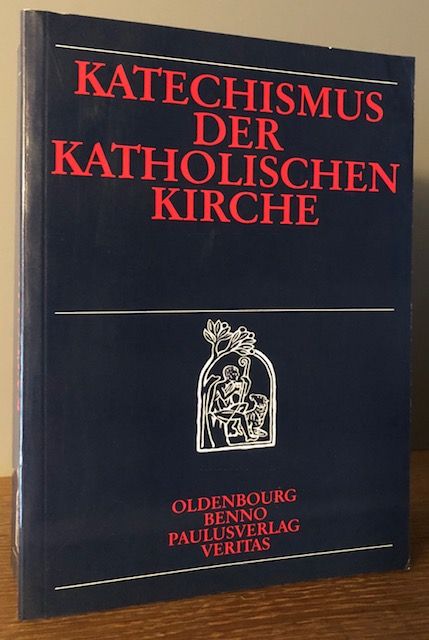 KATECHISMUS
DER
KATHOLISCHEN
KIRCHE
OLDENBOURG
BENNO
PAULUSVERLAG
VERITAS